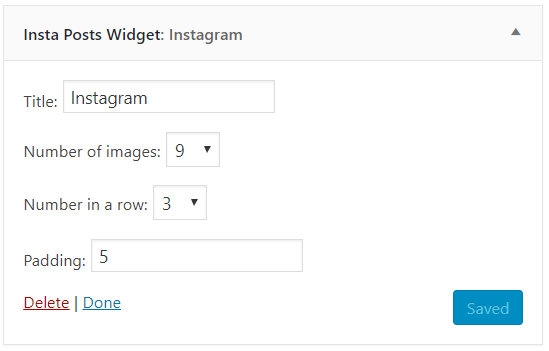 Insta Posts Widget: Instagram
Title: Instagram
Number of images: 9
Number in a row: 3
Padding: 5
Delete | Done
Saved